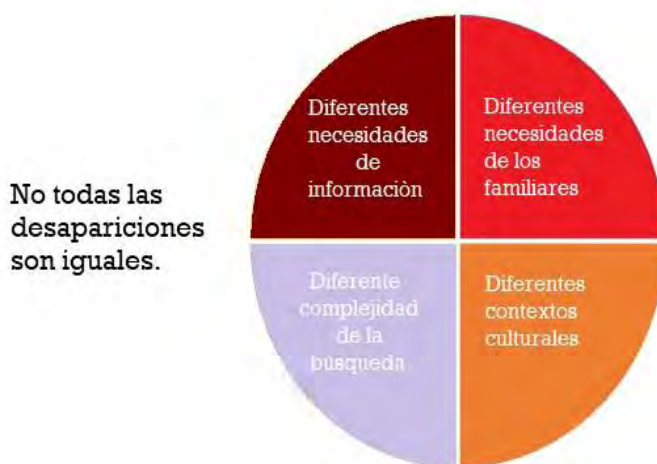 No todas las
desapariciones
son iguales.
Diferentes
necesidades
de
informaciòn
Diferentes
necesidades
de los
familiares
Diferente
complejidad
de la
búsqueda
Diferentes
contextos
culturales